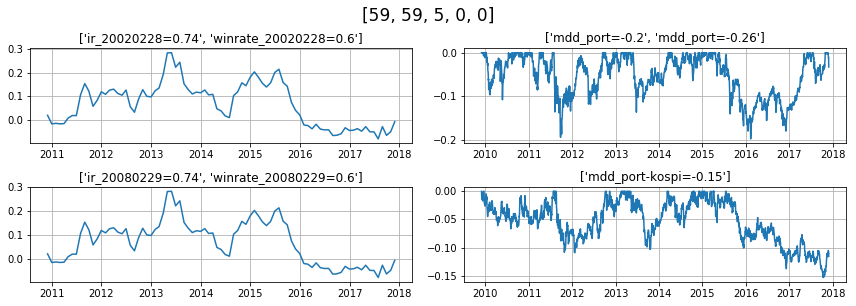 [59, 59, 5, 0, 0]
['ir_20020228=0.74', 'winrate_20020228=0.6']
0.3
0.2
0.1
0.0
2011 2012 2013 2014 2015 2016 2017 2018
['mdd_port=-0.2', 'mdd_port=-0.26']
0.0
−0.1
−0.2
2010 2011 2012 2013 2014 2015 2016 2017 2018
['ir_20080229=0.74', 'winrate_20080229=0.6']
0.3
0.2
0.1
0.0
2011 2012 2013 2014 2015 2016 2017 2018
['mdd_port-kospi=-0.15']
0.00
−0.05
−0.10
−0.15
2010 2011 2012 2013 2014 2015 2016 2017 2018